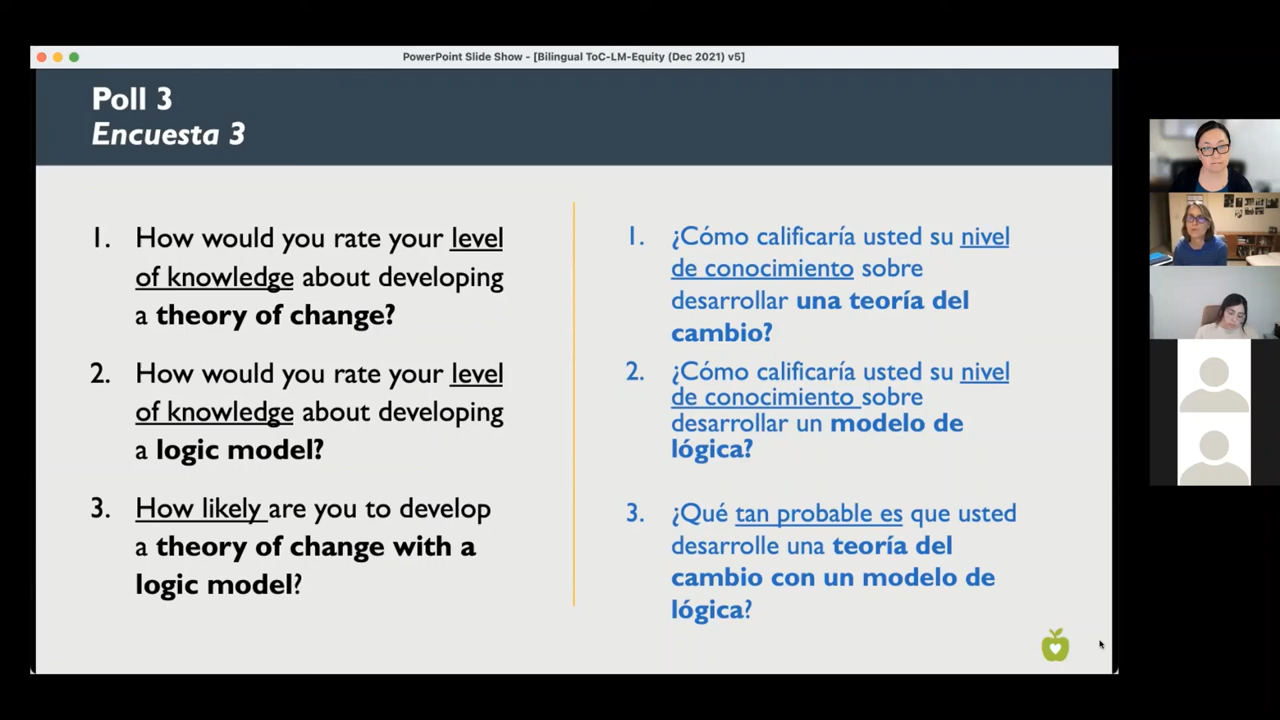 PowerPoint Slide Show - [Bilingual ToC-LM-Equity (Dec 2021) v5]
Poll 3
Encuesta 3
1. How would you rate your level
of knowledge about developing
a theory of change?
2. How would you rate your level
of knowledge about developing
a logic model?
3. How likely are you to develop
a theory of change with a
logic model?
1. ¿Cómo calificaría usted su nivel
de conocimiento sobre
desarrollar una teoría del
cambio?
2. ¿Cómo calificaría usted su nivel
de conocimiento sobre
desarrollar un modelo de
lógica?
3. ¿Qué tan probable es que usted
desarrolle una teoría del
cambio con un modelo de
lógica?